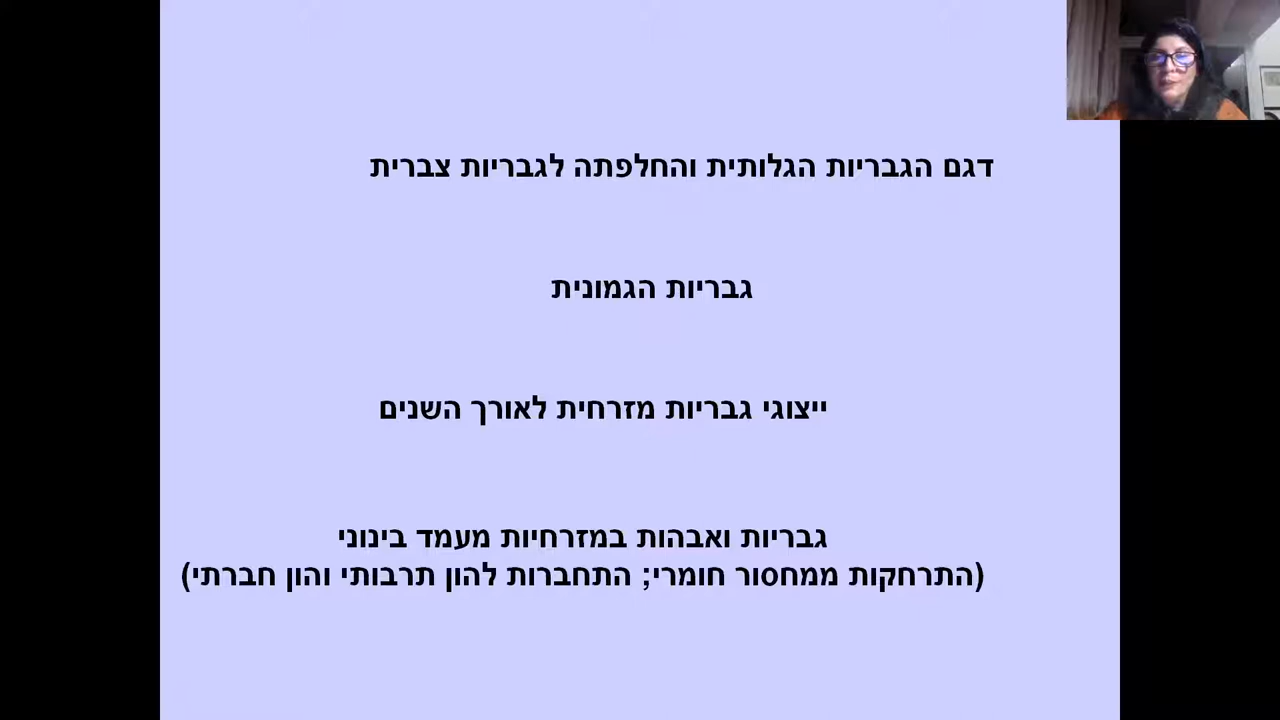 דגם הגבריות הגלותית והחלפתה לגבריות צברית
גבריות הגמונית
ייצוגי גבריות מזרחית לאורך השנים
גבריות ואבהות במזרחיות מעמד בינוני
(התרחקות ממחסור חומרי; התחברות להון תרבותי והון חברתי)